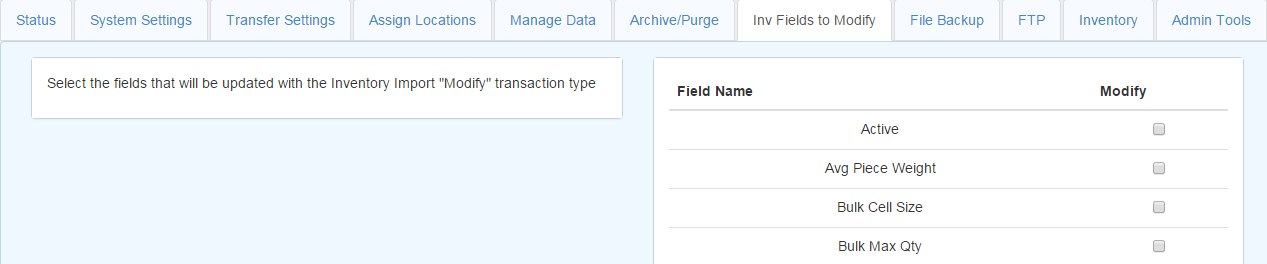 Status System Settings Transfer Settings Assign Locations Manage Data Archive/Purge Inv Fields to Modify File Backup FTP Inventory Admin Tools
Select the fields that will be updated with the Inventory Import "Modify" transaction type
Field Name Modify
Active
Avg Piece Weight
Bulk Cell Size
Bulk Max Qty